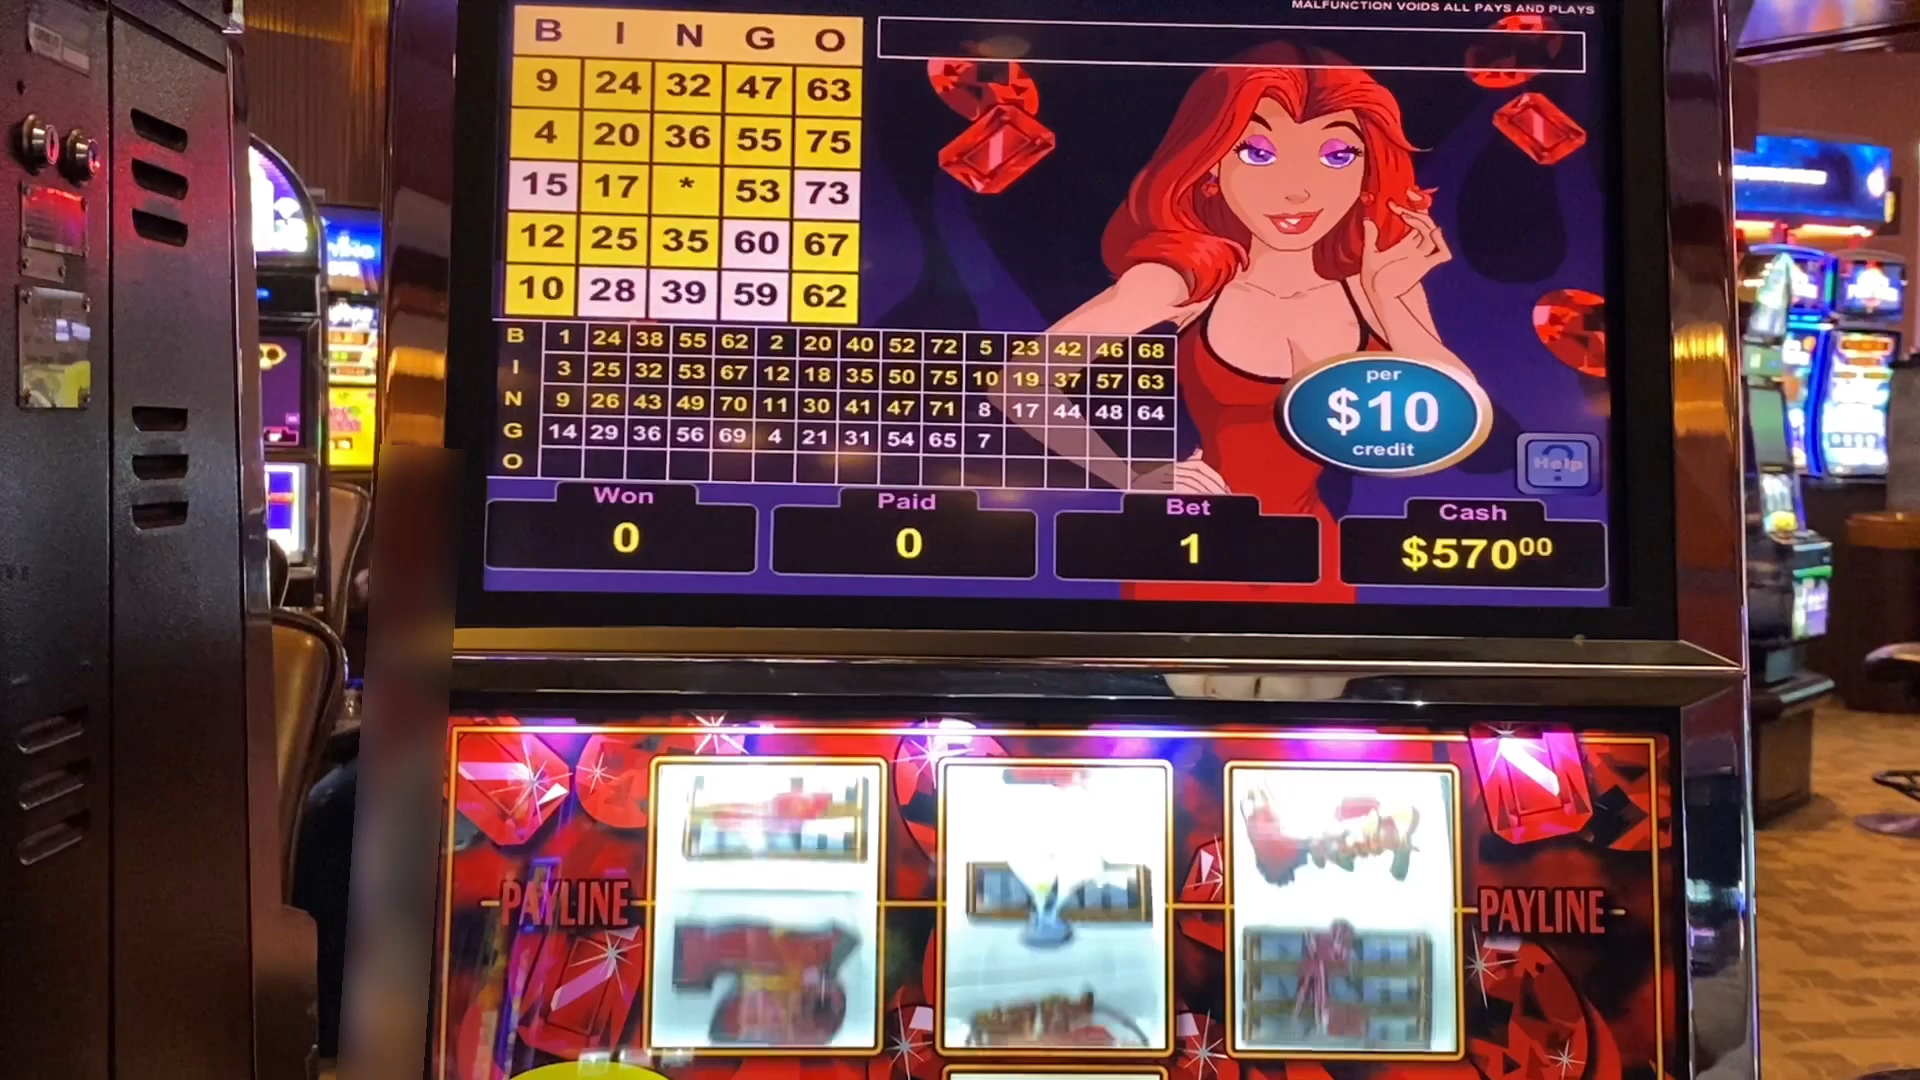 MALFUNCTION VOIDS ALL PAYS AND PLAYS
B I N G O
9 24 32 47 63
4 20 36 55 75
15 17 * 53 73
12 25 35 60 67
10 28 39 59 62
B 1 24 38 55 62 2 20 40 52 72 5 23 42 46 68
I 3 25 32 53 67 12 18 35 50 75 10 19 37 57 63
N 9 26 43 49 70 11 30 41 47 71 8 17 44 48 64
G 14 29 36 56 69 4 21 31 54 65 7
O
per
$10
credit
Help
?
Won Paid Bet Cash
0 0 1 $570⁰⁰
PAYLINE PAYLINE